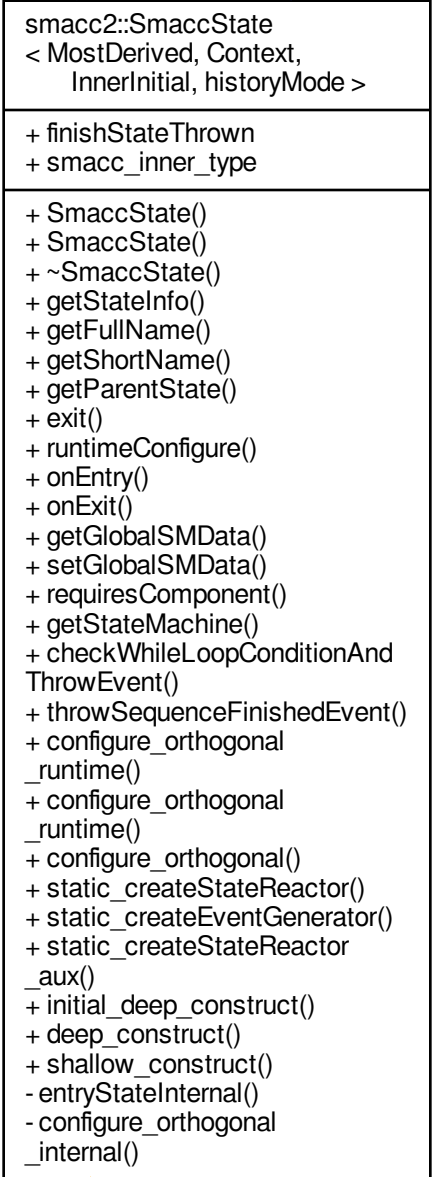 smacc2::SmaccState
< MostDerived, Context,
InnerInitial, historyMode >
+ finishStateThrown
+ smacc_inner_type
+ SmaccState()
+ SmaccState()
+ ~SmaccState()
+ getStateInfo()
+ getFullName()
+ getShortName()
+ getParentState()
+ exit()
+ runtimeConfigure()
+ onEntry()
+ onExit()
+ getGlobalSMData()
+ setGlobalSMData()
+ requiresComponent()
+ getStateMachine()
+ checkWhileLoopConditionAnd
ThrowEvent()
+ throwSequenceFinishedEvent()
+ configure_orthogonal
_runtime()
+ configure_orthogonal
_runtime()
+ configure_orthogonal()
+ static_createStateReactor()
+ static_createEventGenerator()
+ static_createStateReactor
_aux()
+ initial_deep_construct()
+ deep_construct()
+ shallow_construct()
- entryStateInternal()
- configure_orthogonal
_internal()